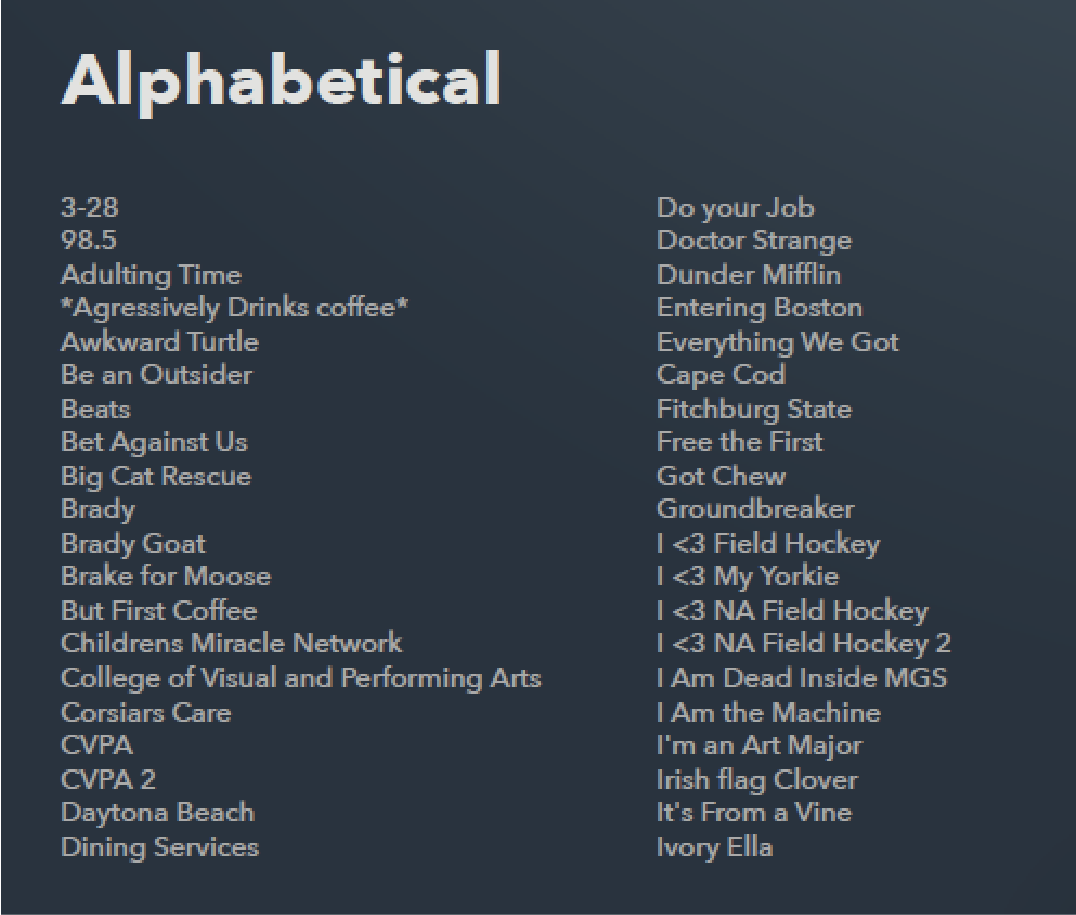 Alphabetical
3-28
98.5
Adulting Time
*Agressively Drinks coffee*
Awkward Turtle
Be an Outsider
Beats
Bet Against Us
Big Cat Rescue
Brady
Brady Goat
Brake for Moose
But First Coffee
Childrens Miracle Network
College of Visual and Performing Arts
Corsiars Care
CVPA
CVPA 2
Daytona Beach
Dining Services
Do your Job
Doctor Strange
Dunder Mifflin
Entering Boston
Everything We Got
Cape Cod
Fitchburg State
Free the First
Got Chew
Groundbreaker
I <3 Field Hockey
I <3 My Yorkie
I <3 NA Field Hockey
I <3 NA Field Hockey 2
I Am Dead Inside MGS
I Am the Machine
I'm an Art Major
Irish flag Clover
It's From a Vine
Ivory Ella